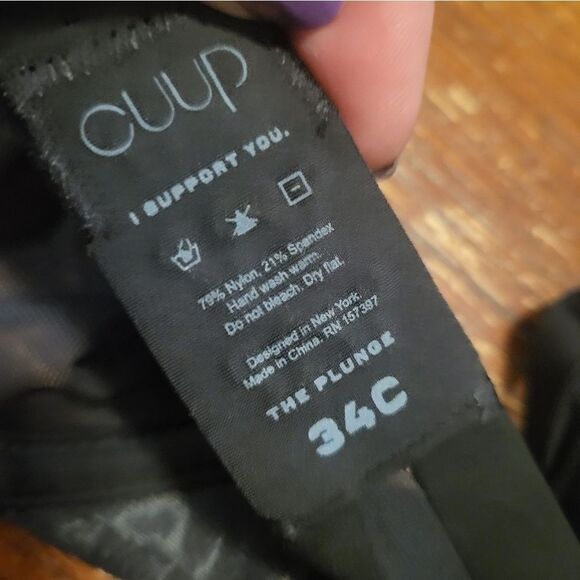 cuup
I SUPPORT YOU.
79% Nylon, 21% Spandex
Hand wash warm.
Do not bleach. Dry flat.
Designed in New York.
Made in China. RN 157397
THE PLUNGE
34C